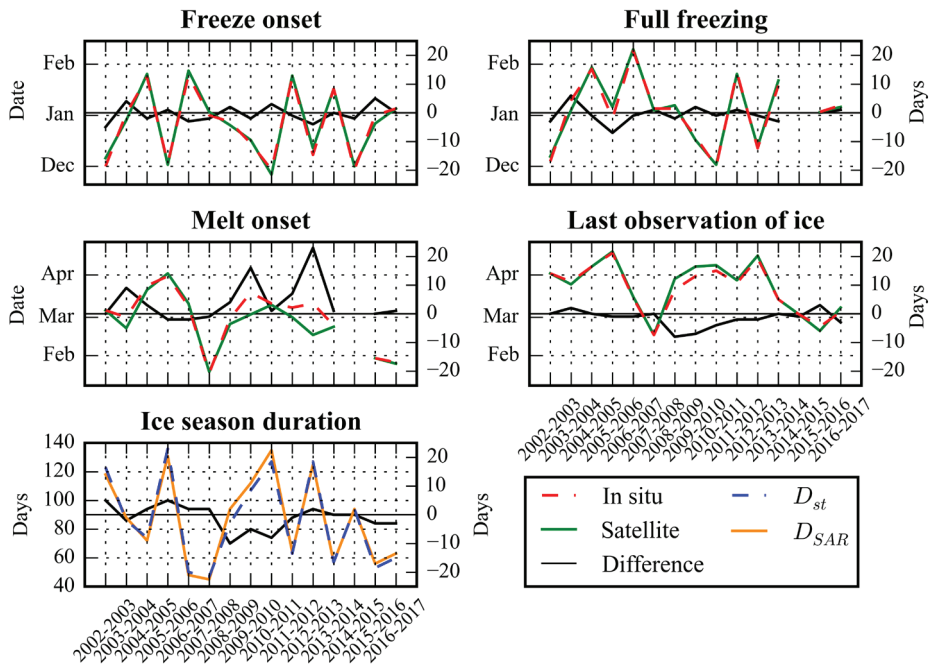 Freeze onset
Full freezing
Feb
Jan
Dec
Date
20
10
0
−10
−20
Feb
Jan
Dec
20
10
0
−10
−20
Days
Melt onset
Last observation of ice
Apr
Mar
Feb
Date
20
10
0
−10
−20
Apr
Mar
Feb
20
10
0
−10
−20
Days
2002-2003
2003-2004
2004-2005
2005-2006
2006-2007
2007-2008
2008-2009
2009-2010
2010-2011
2011-2012
2012-2013
2013-2014
2014-2015
2015-2016
2016-2017
Ice season duration
140
120
100
80
60
40
Days
20
10
0
−10
−20
Days
2002-2003
2003-2004
2004-2005
2005-2006
2006-2007
2007-2008
2008-2009
2009-2010
2010-2011
2011-2012
2012-2013
2013-2014
2014-2015
2015-2016
2016-2017
In situ
Satellite
Difference
D_st
D_SAR